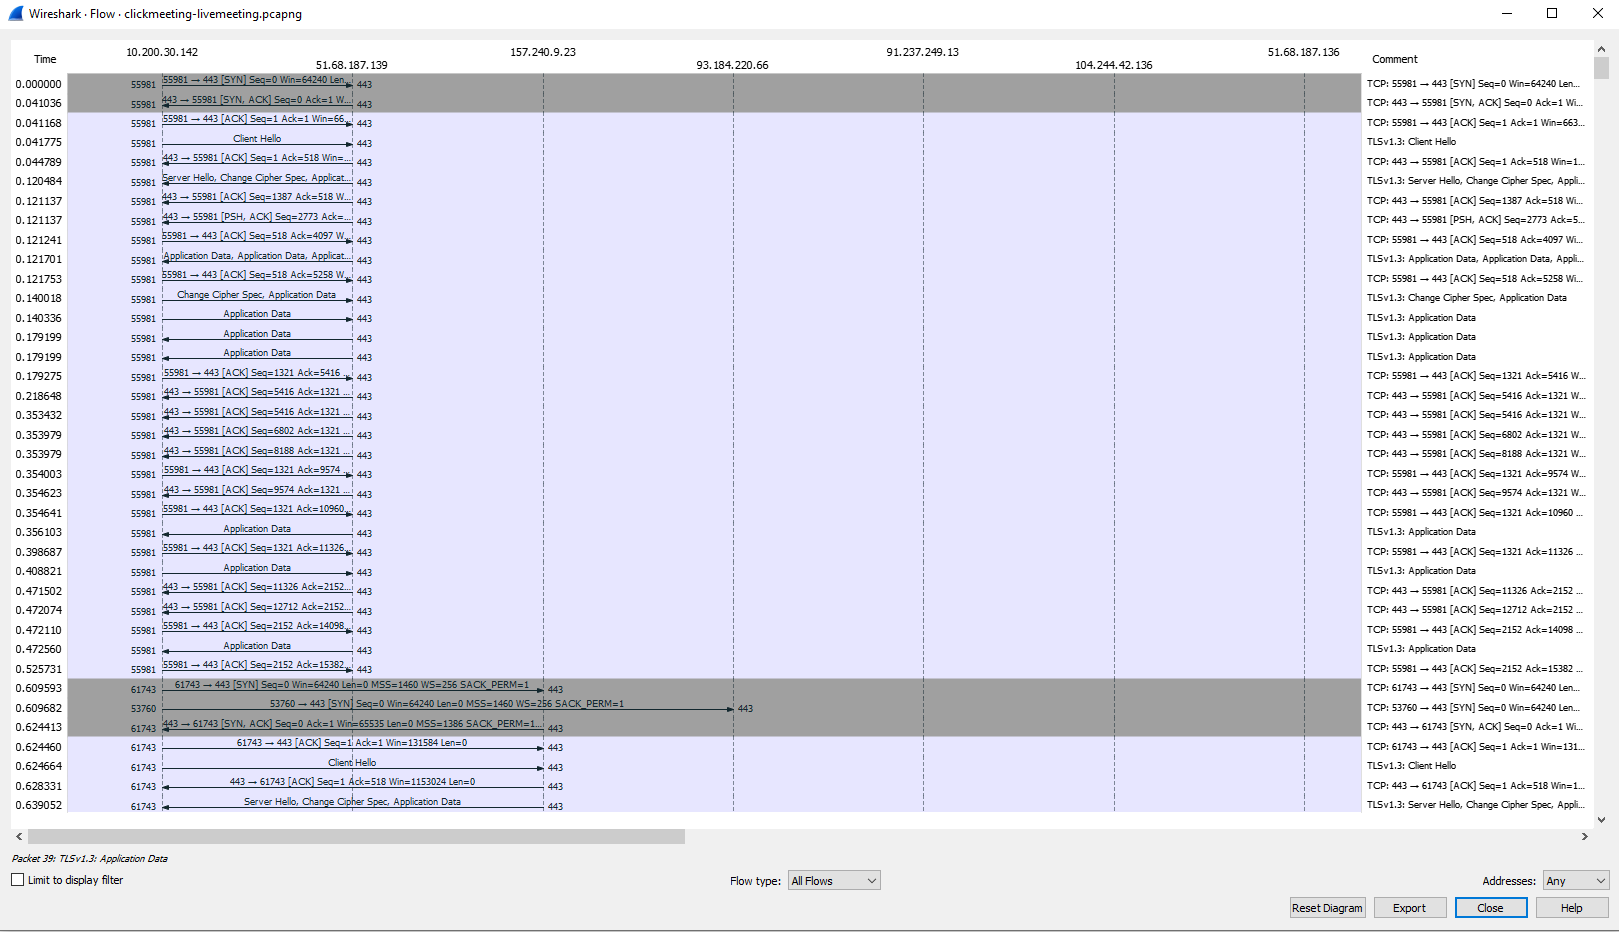 Wireshark · Flow · clickmeeting-livemeeting.pcapng
Time 10.200.30.142 51.68.187.139 157.240.9.23 93.184.220.66 91.237.249.13 104.244.42.136 51.68.187.136 Comment
0.000000 55981 55981 → 443 [SYN] Seq=0 Win=64240 Len... 443 TCP: 55981 → 443 [SYN] Seq=0 Win=64240 Len...
0.041036 55981 443 → 55981 [SYN, ACK] Seq=0 Ack=1 W... 443 TCP: 443 → 55981 [SYN, ACK] Seq=0 Ack=1 Wi...
0.041168 55981 55981 → 443 [ACK] Seq=1 Ack=1 Win=66... 443 TCP: 55981 → 443 [ACK] Seq=1 Ack=1 Win=663...
0.041775 55981 Client Hello 443 TLSv1.3: Client Hello
0.044789 55981 443 → 55981 [ACK] Seq=1 Ack=518 Win=... 443 TCP: 443 → 55981 [ACK] Seq=1 Ack=518 Win=1...
0.120484 55981 Server Hello, Change Cipher Spec, Applicat... 443 TLSv1.3: Server Hello, Change Cipher Spec, Appli...
0.121137 55981 443 → 55981 [ACK] Seq=1387 Ack=518 W... 443 TCP: 443 → 55981 [ACK] Seq=1387 Ack=518 Wi...
0.121137 55981 443 → 55981 [PSH, ACK] Seq=2773 Ack=... 443 TCP: 443 → 55981 [PSH, ACK] Seq=2773 Ack=5...
0.121241 55981 55981 → 443 [ACK] Seq=518 Ack=4097 W... 443 TCP: 55981 → 443 [ACK] Seq=518 Ack=4097 Wi...
0.121701 55981 Application Data, Application Data, Applicat... 443 TLSv1.3: Application Data, Application Data, Appli...
0.121753 55981 55981 → 443 [ACK] Seq=518 Ack=5258 W... 443 TCP: 55981 → 443 [ACK] Seq=518 Ack=5258 Wi...
0.140018 55981 Change Cipher Spec, Application Data 443 TLSv1.3: Change Cipher Spec, Application Data
0.140336 55981 Application Data 443 TLSv1.3: Application Data
0.179199 55981 Application Data 443 TLSv1.3: Application Data
0.179199 55981 Application Data 443 TLSv1.3: Application Data
0.179275 55981 55981 → 443 [ACK] Seq=1321 Ack=5416 ... 443 TCP: 55981 → 443 [ACK] Seq=1321 Ack=5416 W...
0.218648 55981 443 → 55981 [ACK] Seq=5416 Ack=1321 ... 443 TCP: 443 → 55981 [ACK] Seq=5416 Ack=1321 W...
0.353432 55981 443 → 55981 [ACK] Seq=5416 Ack=1321 ... 443 TCP: 443 → 55981 [ACK] Seq=5416 Ack=1321 W...
0.353979 55981 443 → 55981 [ACK] Seq=6802 Ack=1321 ... 443 TCP: 443 → 55981 [ACK] Seq=6802 Ack=1321 W...
0.353979 55981 443 → 55981 [ACK] Seq=8188 Ack=1321 ... 443 TCP: 443 → 55981 [ACK] Seq=8188 Ack=1321 W...
0.354003 55981 55981 → 443 [ACK] Seq=1321 Ack=9574 ... 443 TCP: 55981 → 443 [ACK] Seq=1321 Ack=9574 W...
0.354623 55981 443 → 55981 [ACK] Seq=9574 Ack=1321 ... 443 TCP: 443 → 55981 [ACK] Seq=9574 Ack=1321 W...
0.354641 55981 55981 → 443 [ACK] Seq=1321 Ack=10960... 443 TCP: 55981 → 443 [ACK] Seq=1321 Ack=10960 ...
0.356103 55981 Application Data 443 TLSv1.3: Application Data
0.398687 55981 55981 → 443 [ACK] Seq=1321 Ack=11326... 443 TCP: 55981 → 443 [ACK] Seq=1321 Ack=11326 ...
0.408821 55981 Application Data 443 TLSv1.3: Application Data
0.471502 55981 443 → 55981 [ACK] Seq=11326 Ack=2152... 443 TCP: 443 → 55981 [ACK] Seq=11326 Ack=2152 ...
0.472074 55981 443 → 55981 [ACK] Seq=12712 Ack=2152... 443 TCP: 443 → 55981 [ACK] Seq=12712 Ack=2152 ...
0.472110 55981 55981 → 443 [ACK] Seq=2152 Ack=14098... 443 TCP: 55981 → 443 [ACK] Seq=2152 Ack=14098 ...
0.472560 55981 Application Data 443 TLSv1.3: Application Data
0.525731 55981 55981 → 443 [ACK] Seq=2152 Ack=15382... 443 TCP: 55981 → 443 [ACK] Seq=2152 Ack=15382 ...
0.609593 61743 61743 → 443 [SYN] Seq=0 Win=64240 Len=0 MSS=1460 WS=256 SACK_PERM=1 443 TCP: 61743 → 443 [SYN] Seq=0 Win=64240 Len...
0.609682 53760 53760 → 443 [SYN] Seq=0 Win=64240 Len=0 MSS=1460 WS=256 SACK_PERM=1 443 TCP: 53760 → 443 [SYN] Seq=0 Win=64240 Len...
0.624413 61743 443 → 61743 [SYN, ACK] Seq=0 Ack=1 Win=65535 Len=0 MSS=1386 SACK_PERM=1... 443 TCP: 443 → 61743 [SYN, ACK] Seq=0 Ack=1 Wi...
0.624460 61743 61743 → 443 [ACK] Seq=1 Ack=1 Win=131584 Len=0 443 TCP: 61743 → 443 [ACK] Seq=1 Ack=1 Win=131...
0.624664 61743 Client Hello 443 TLSv1.3: Client Hello
0.628331 61743 443 → 61743 [ACK] Seq=1 Ack=518 Win=1153024 Len=0 443 TCP: 443 → 61743 [ACK] Seq=1 Ack=518 Win=1...
0.639052 61743 Server Hello, Change Cipher Spec, Application Data 443 TLSv1.3: Server Hello, Change Cipher Spec, Appli...
Packet 39: TLSv1.3: Application Data
Limit to display filter Flow type: All Flows Addresses: Any
Reset Diagram Export Close Help